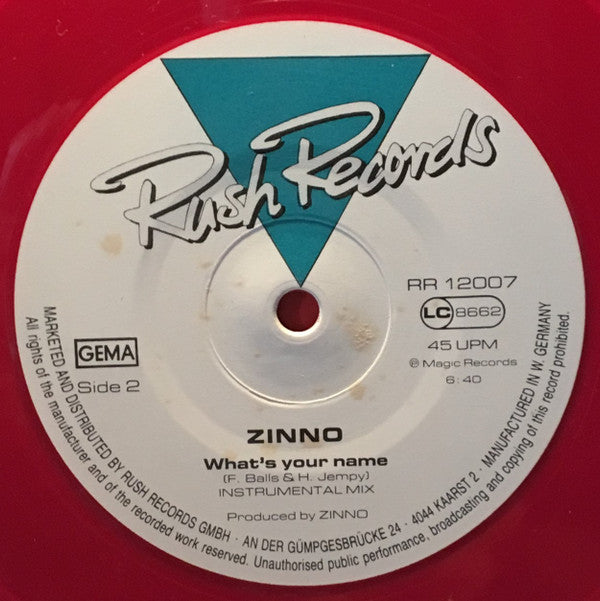 Rush Records
RR 12007
LC 8662
45 UPM
℗ Magic Records
6:40
GEMA
Side 2
ZINNO
What's your name
(F. Balls & H. Jempy)
INSTRUMENTAL MIX
Produced by ZINNO
MARKETED AND DISTRIBUTED BY RUSH RECORDS GMBH · AN DER GÜMPGESBRÜCKE 24 · 4044 KAARST 2 · MANUFACTURED IN W. GERMANY
All rights of the manufacturer and of the recorded work reserved. Unauthorised public performance, broadcasting and copying of this record prohibited.